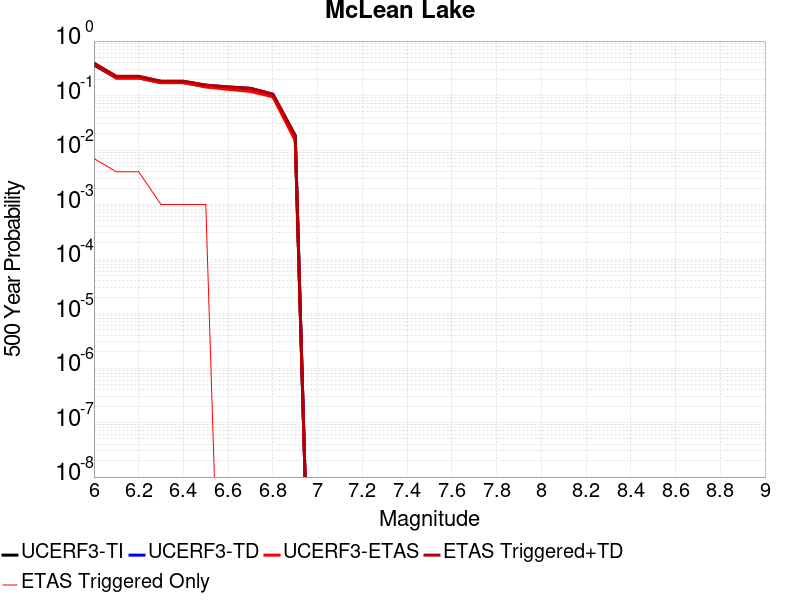 McLean Lake
500 Year Probability
10^0
10^-1
10^-2
10^-3
10^-4
10^-5
10^-6
10^-7
10^-8
6 6.2 6.4 6.6 6.8 7 7.2 7.4 7.6 7.8 8 8.2 8.4 8.6 8.8 9
Magnitude
UCERF3-TI UCERF3-TD UCERF3-ETAS ETAS Triggered+TD
ETAS Triggered Only